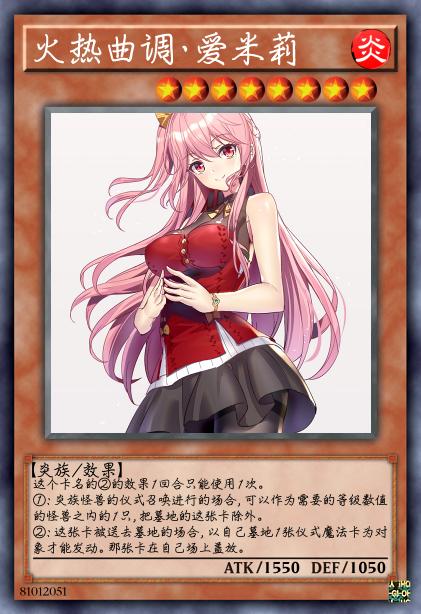 火热曲调·爱米莉
炎
【炎族/效果】
这个卡名的②的效果1回合只能使用1次。
①:炎族怪兽的仪式召唤进行的场合,可以作为需要的等级数值
的怪兽之内的1只,把墓地的这张卡除外。
②:这张卡被送去墓地的场合,以自己墓地1张仪式魔法卡为对
象才能发动。那张卡在自己场上盖放。
ATK/1550 DEF/1050
81012051